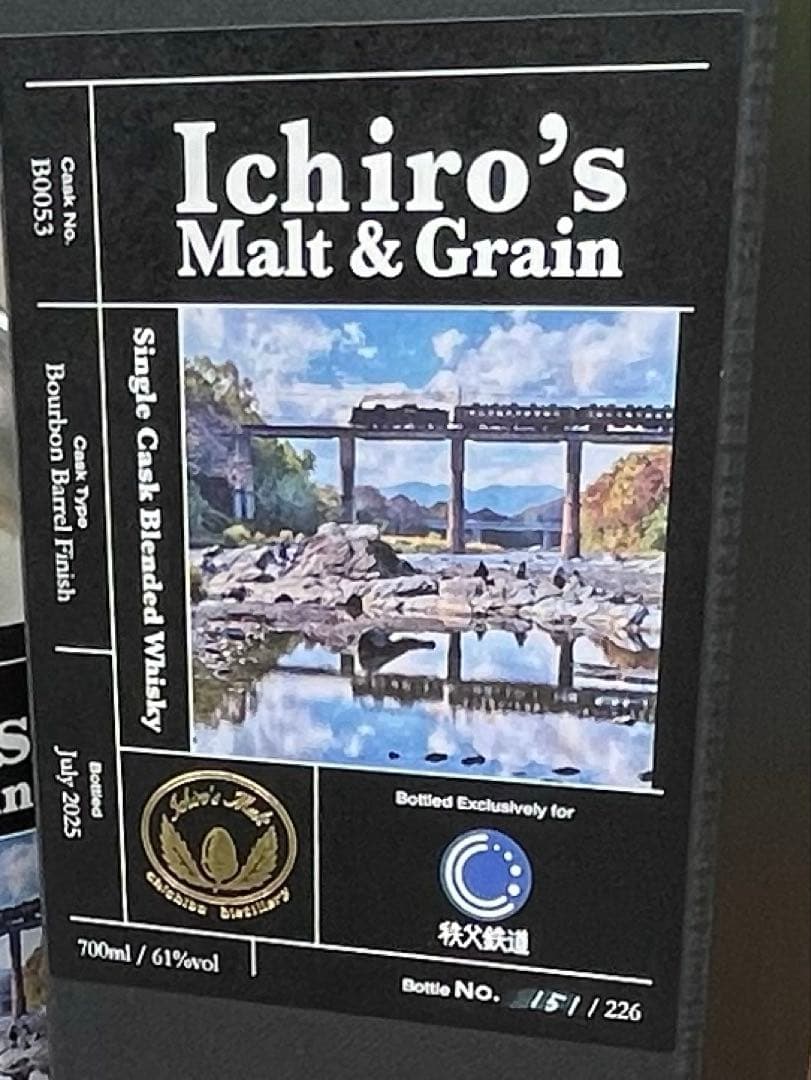 Ichiro's
Malt & Grain
Cask No.
B0053
Cask Type
Bourbon Barrel Finish
Bottled
July 2025
Single Cask Blended Whisky
Ichiro's Malt
Chichibu Distillery
Bottled Exclusively for
秩父鉄道
700ml / 61%vol
Bottle No. 151 / 226
s
n